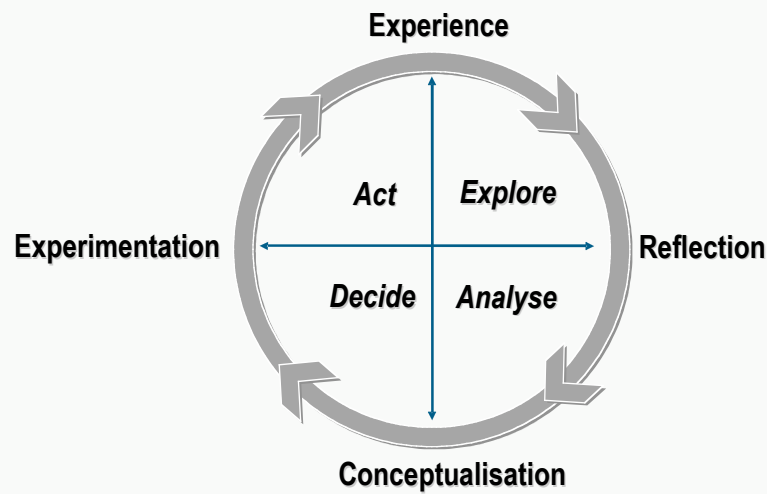 Experience
Act
Explore
Experimentation
Reflection
Decide
Analyse
Conceptualisation